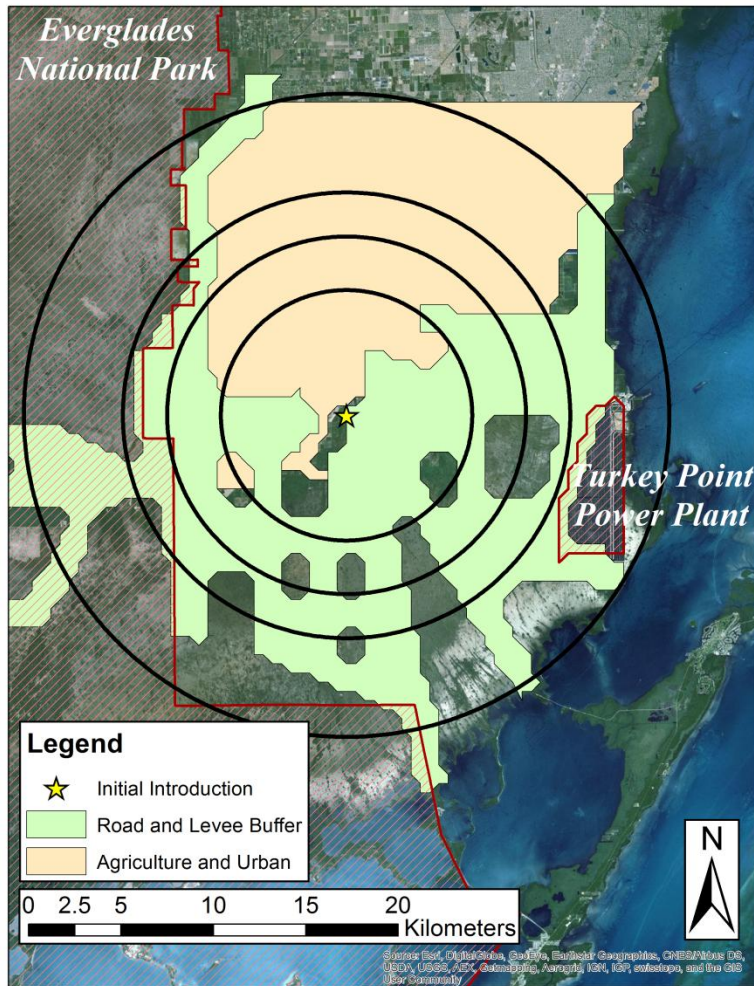 Everglades
National Park
Turkey Point
Power Plant
Legend
Initial Introduction
Road and Levee Buffer
Agriculture and Urban
0 2.5 5 10 15 20
Kilometers
N
Source: Esri, DigitalGlobe, GeoEye, Earthstar Geographics, CNES/Airbus DS,
USDA, USGS, AEX, Getmapping, Aerogrid, IGN, IGP, swisstopo, and the GIS
User Community